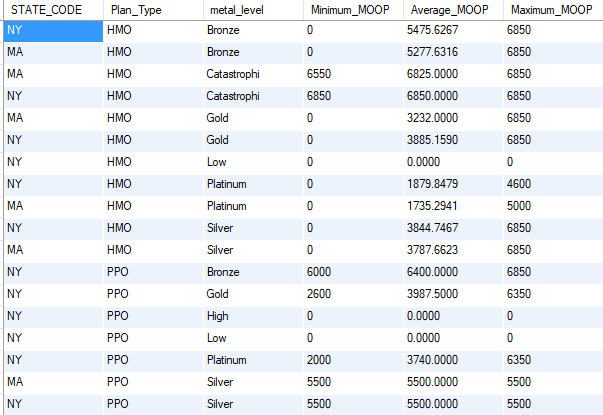 STATE_CODE Plan_Type metal_level Minimum_MOOP Average_MOOP Maximum_MOOP
NY HMO Bronze 0 5475.6267 6850
MA HMO Bronze 0 5277.6316 6850
MA HMO Catastrophi 6550 6825.0000 6850
NY HMO Catastrophi 6850 6850.0000 6850
MA HMO Gold 0 3232.0000 6850
NY HMO Gold 0 3885.1590 6850
NY HMO Low 0 0.0000 0
NY HMO Platinum 0 1879.8479 4600
MA HMO Platinum 0 1735.2941 5000
NY HMO Silver 0 3844.7467 6850
MA HMO Silver 0 3787.6623 6850
NY PPO Bronze 6000 6400.0000 6850
NY PPO Gold 2600 3987.5000 6350
NY PPO High 0 0.0000 0
NY PPO Low 0 0.0000 0
NY PPO Platinum 2000 3740.0000 6350
MA PPO Silver 5500 5500.0000 5500
NY PPO Silver 5500 5500.0000 5500